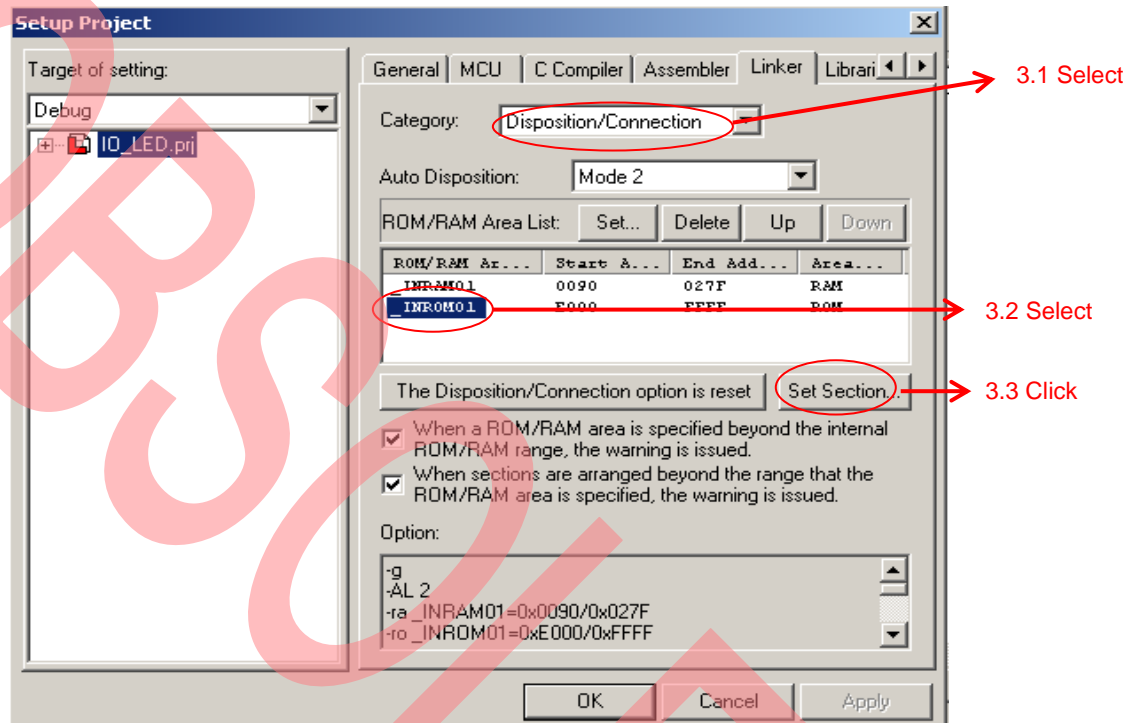 Setup Project
Target of setting:
Debug
IO_LED.prj
General MCU C Compiler Assembler Linker Librari
3.1 Select
Category: Disposition/Connection
Auto Disposition: Mode 2
ROM/RAM Area List: Set... Delete Up Down
ROM/RAM Ar... Start A... End Add... Area...
_INRAM01 0090 027F RAM
_INROM01 E000 FFFF ROM
3.2 Select
The Disposition/Connection option is reset Set Section...
3.3 Click
When a ROM/RAM area is specified beyond the internal
ROM/RAM range, the warning is issued.
When sections are arranged beyond the range that the
ROM/RAM area is specified, the warning is issued.
Option:
-g
-AL 2
-ra _INRAM01=0x0090/0x027F
-ro _INROM01=0xE000/0xFFFF
OK Cancel Apply